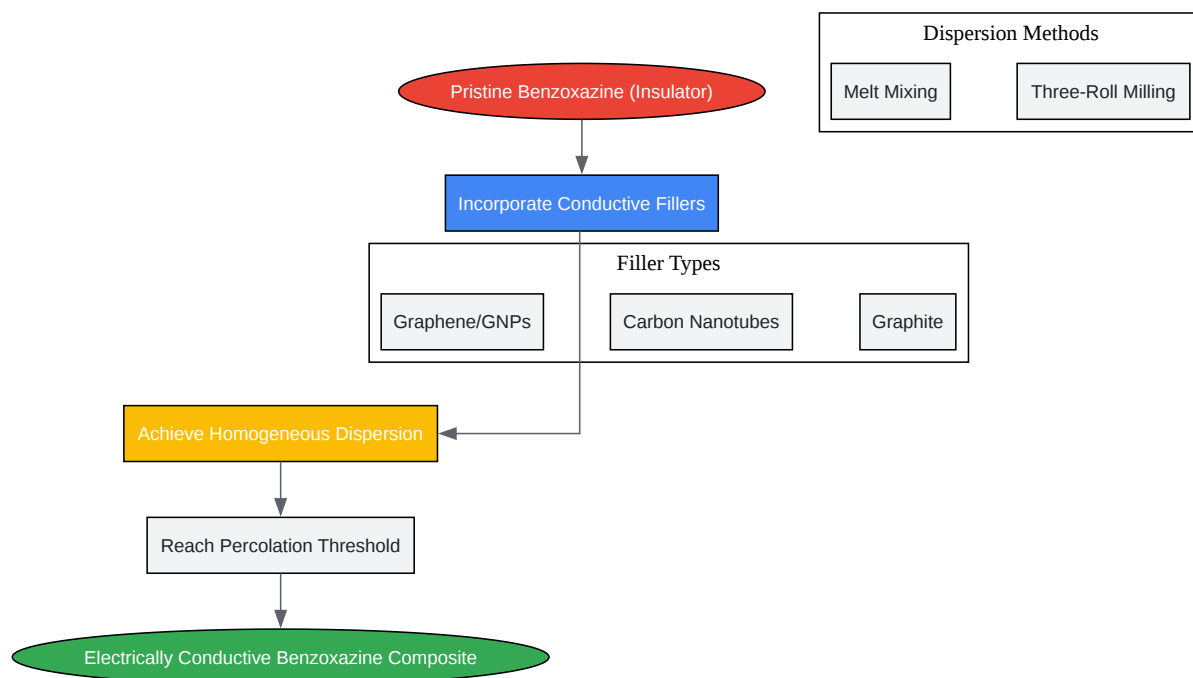 Dispersion Methods
Melt Mixing
Three-Roll Milling
Pristine Benzoxazine (Insulator)
Incorporate Conductive Fillers
Filler Types
Graphene/GNPs
Carbon Nanotubes
Graphite
Achieve Homogeneous Dispersion
Reach Percolation Threshold
Electrically Conductive Benzoxazine Composite